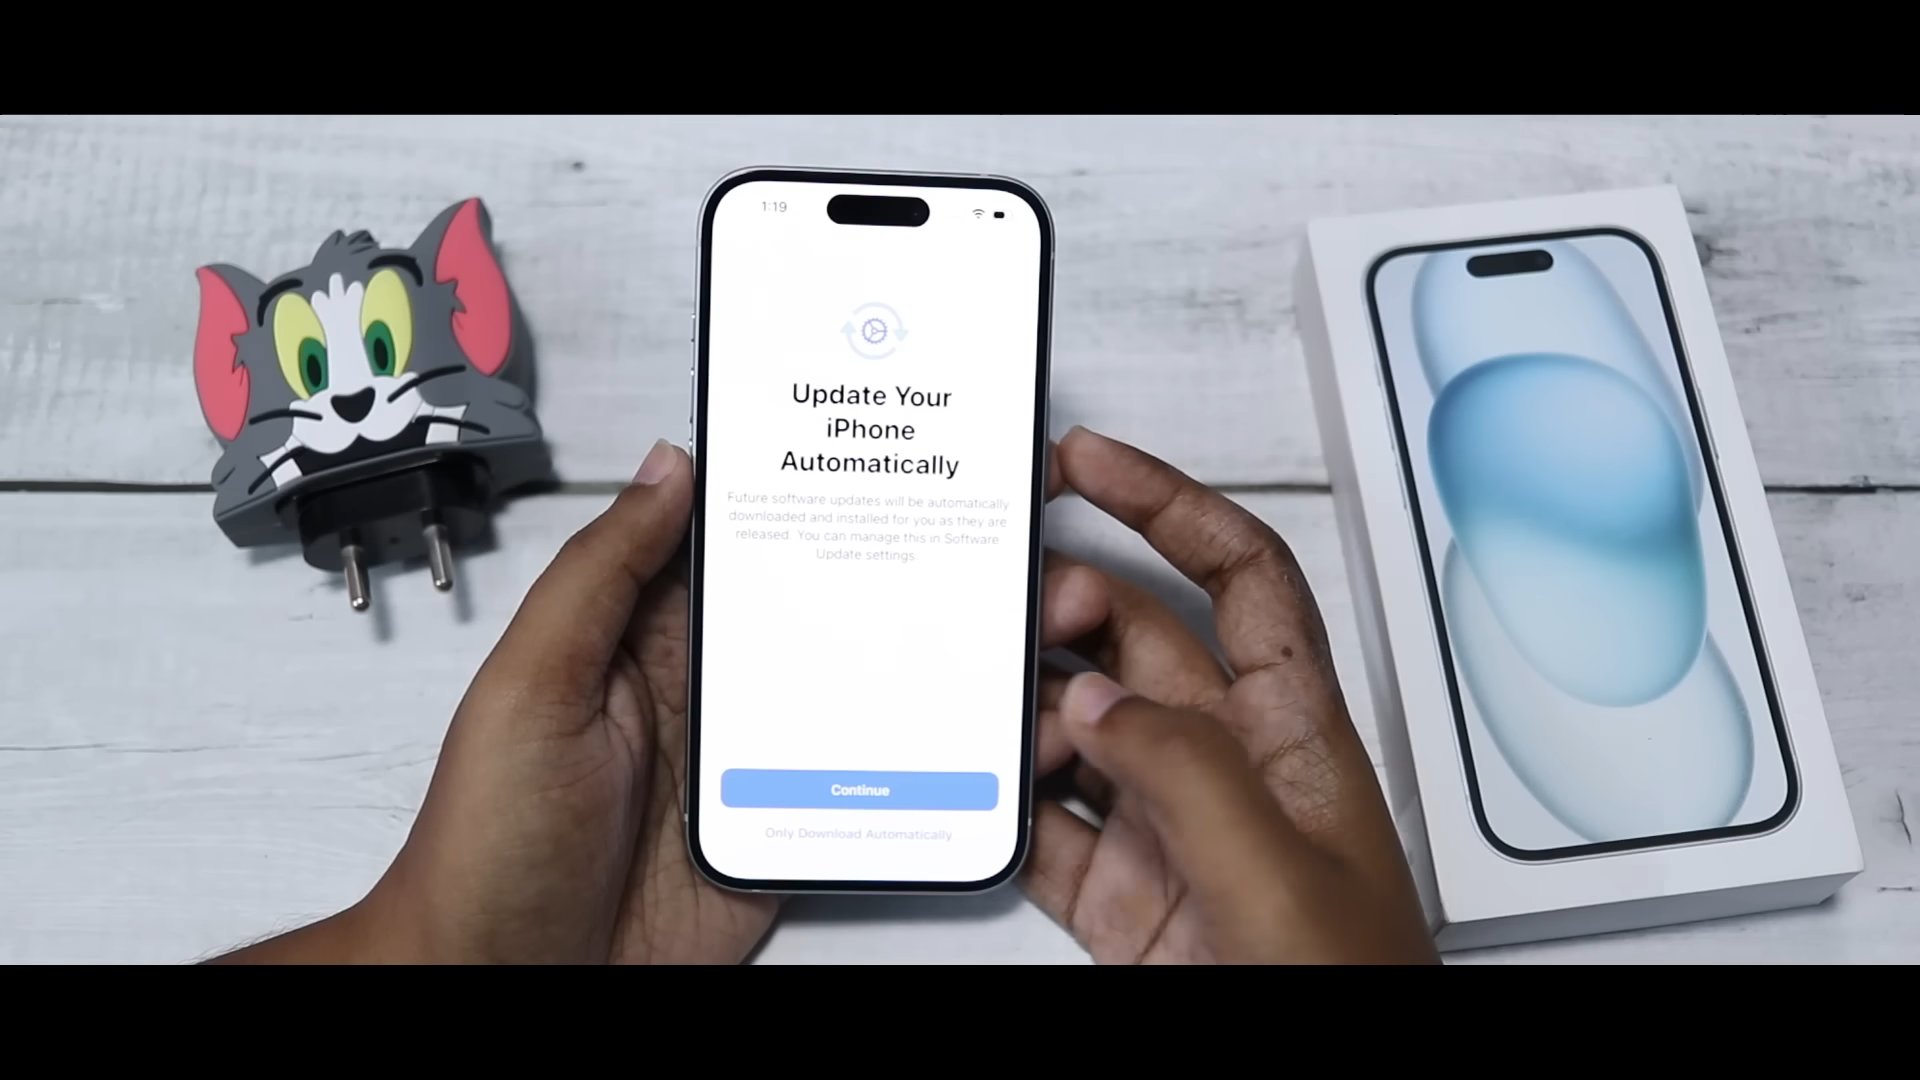 1:19
Update Your
iPhone
Automatically
Future software updates will be automatically
downloaded and installed for you as they are
released. You can manage this in Software
Update settings.
Continue
Only Download Automatically